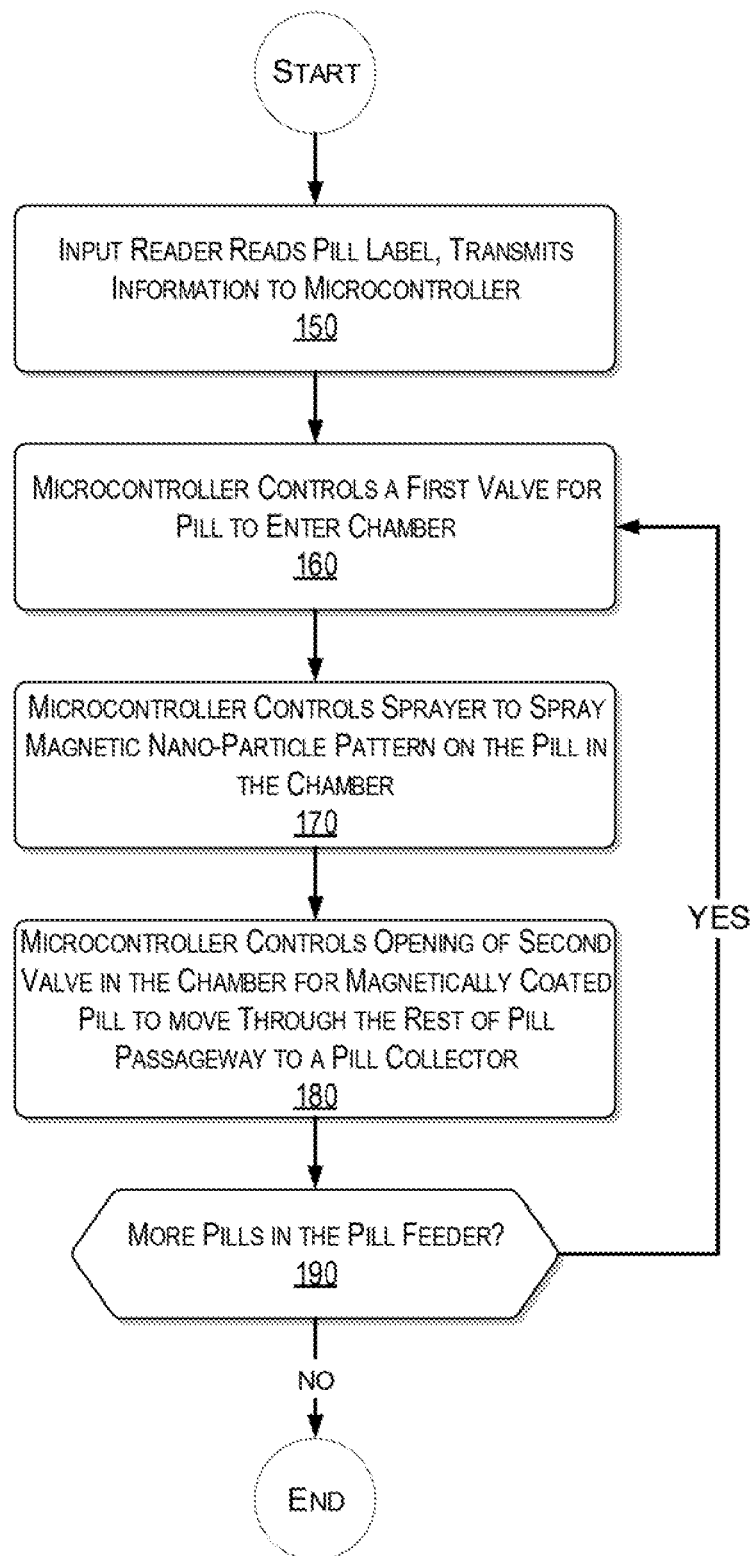 START
INPUT READER READS PILL LABEL, TRANSMITS
INFORMATION TO MICROCONTROLLER
150
MICROCONTROLLER CONTROLS A FIRST VALVE FOR
PILL TO ENTER CHAMBER
160
MICROCONTROLLER CONTROLS SPRAYER TO SPRAY
MAGNETIC NANO-PARTICLE PATTERN ON THE PILL IN
THE CHAMBER
170
MICROCONTROLLER CONTROLS OPENING OF SECOND
VALVE IN THE CHAMBER FOR MAGNETICALLY COATED
PILL TO MOVE THROUGH THE REST OF PILL
PASSAGEWAY TO A PILL COLLECTOR
180
YES
MORE PILLS IN THE PILL FEEDER?
190
NO
END